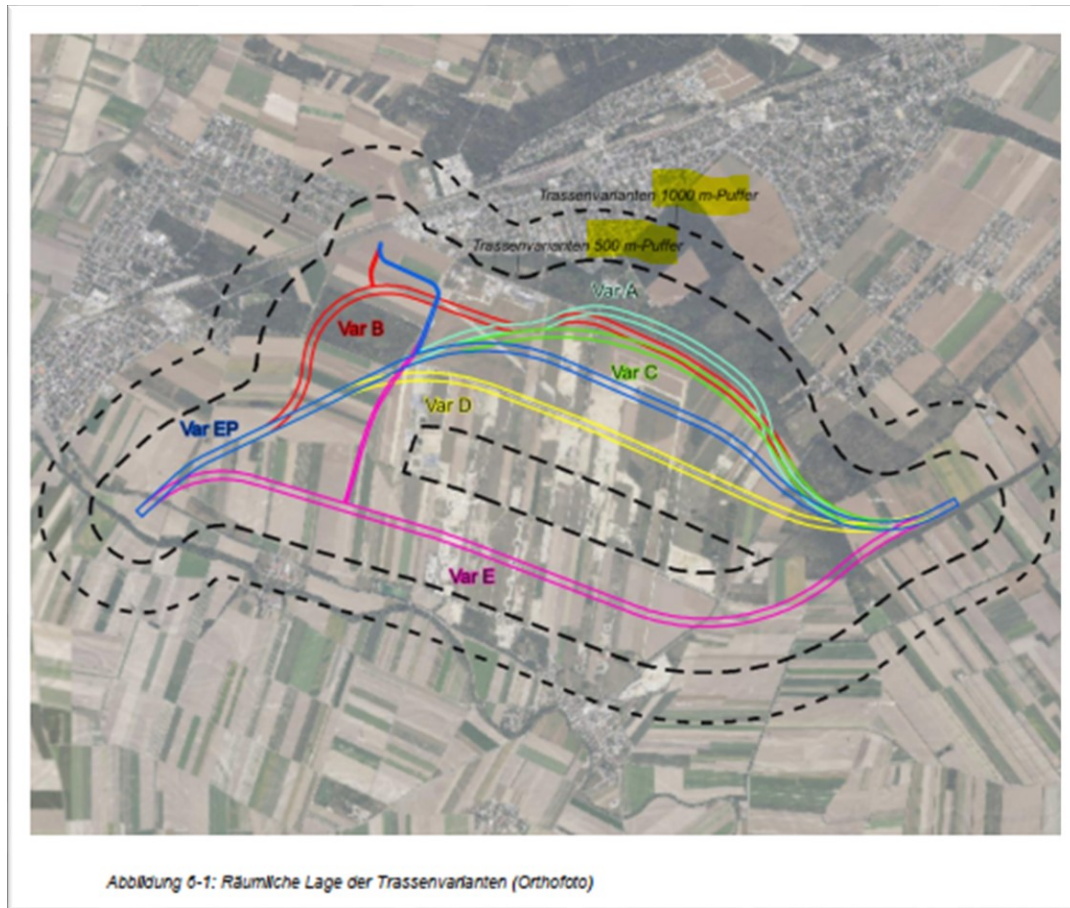 Trassenvarianten 1000 m-Puffer
Trassenvarianten 500 m-Puffer
Var A
Var B
Var C
Var D
Var EP
Var E
Abbildung 6-1: Räumliche Lage der Trassenvarianten (Orthofoto)